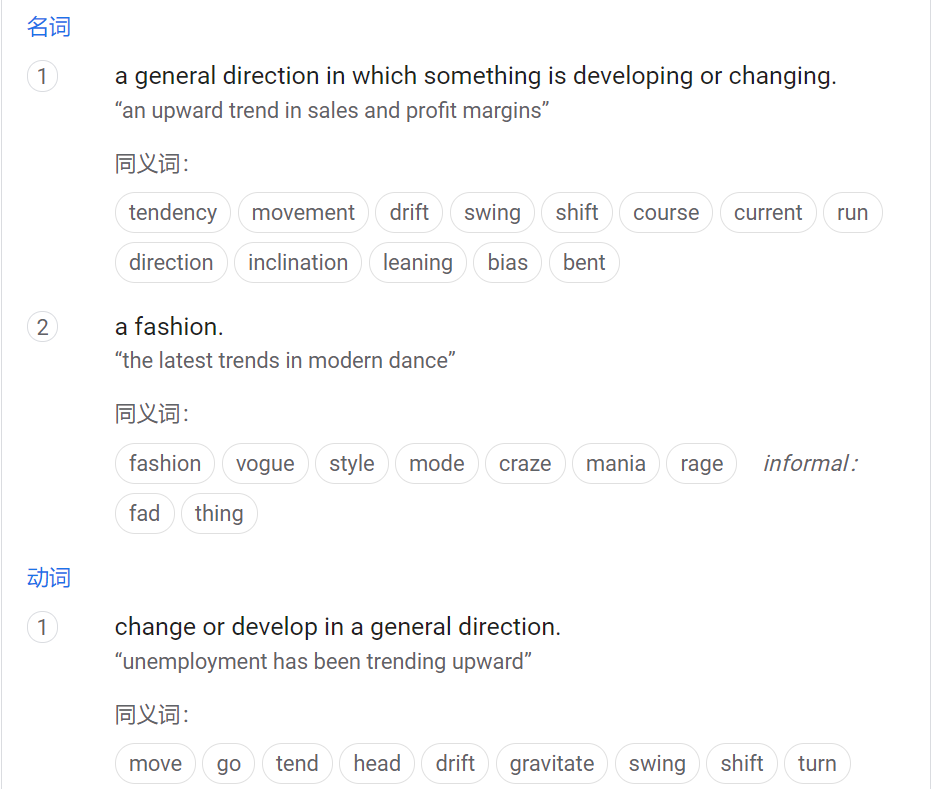 名词
1 a general direction in which something is developing or changing.
“an upward trend in sales and profit margins”
同义词：
tendency movement drift swing shift course current run
direction inclination leaning bias bent
2 a fashion.
“the latest trends in modern dance”
同义词：
fashion vogue style mode craze mania rage informal:
fad thing
动词
1 change or develop in a general direction.
“unemployment has been trending upward”
同义词：
move go tend head drift gravitate swing shift turn